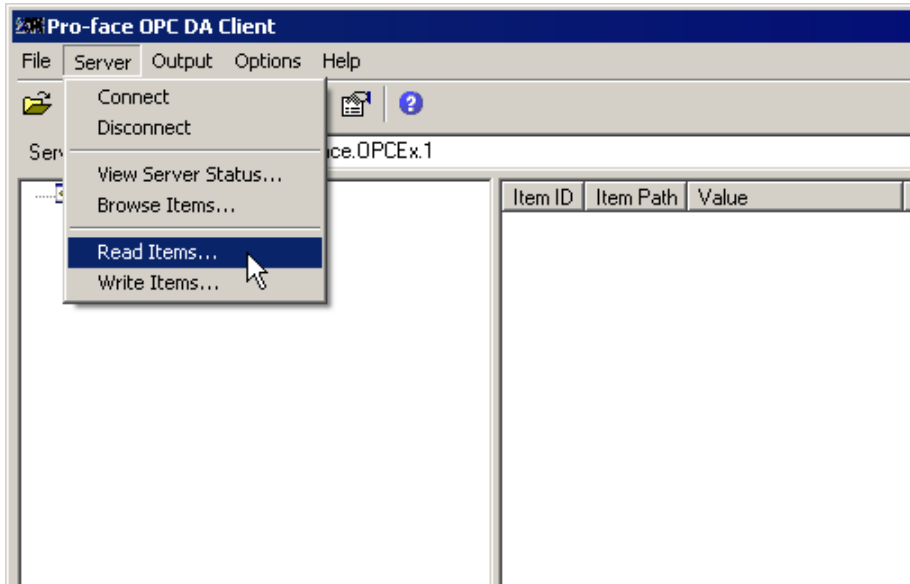 Pro-face OPC DA Client
File Server Output Options Help
Connect
Disconnect
View Server Status...
Browse Items...
Read Items...
Write Items...
Ser
ce.OPCEx.1
Item ID Item Path Value